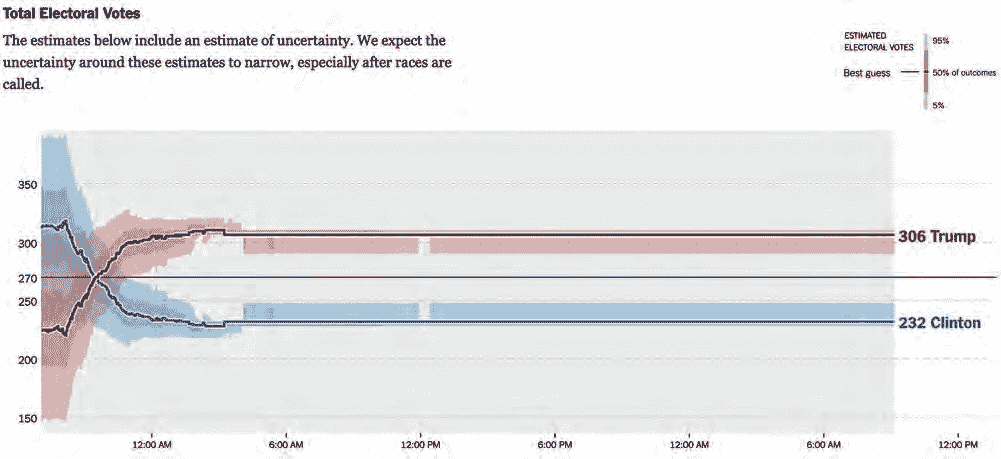 Total Electoral Votes
The estimates below include an estimate of uncertainty. We expect the
uncertainty around these estimates to narrow, especially after races are
called.
ESTIMATED
ELECTORAL VOTES
95%
Best guess
50% of outcomes
5%
350
300
306 Trump
270
250
232 Clinton
200
150
12:00 AM 6:00 AM 12:00 PM 6:00 PM 12:00 AM 6:00 AM 12:00 PM